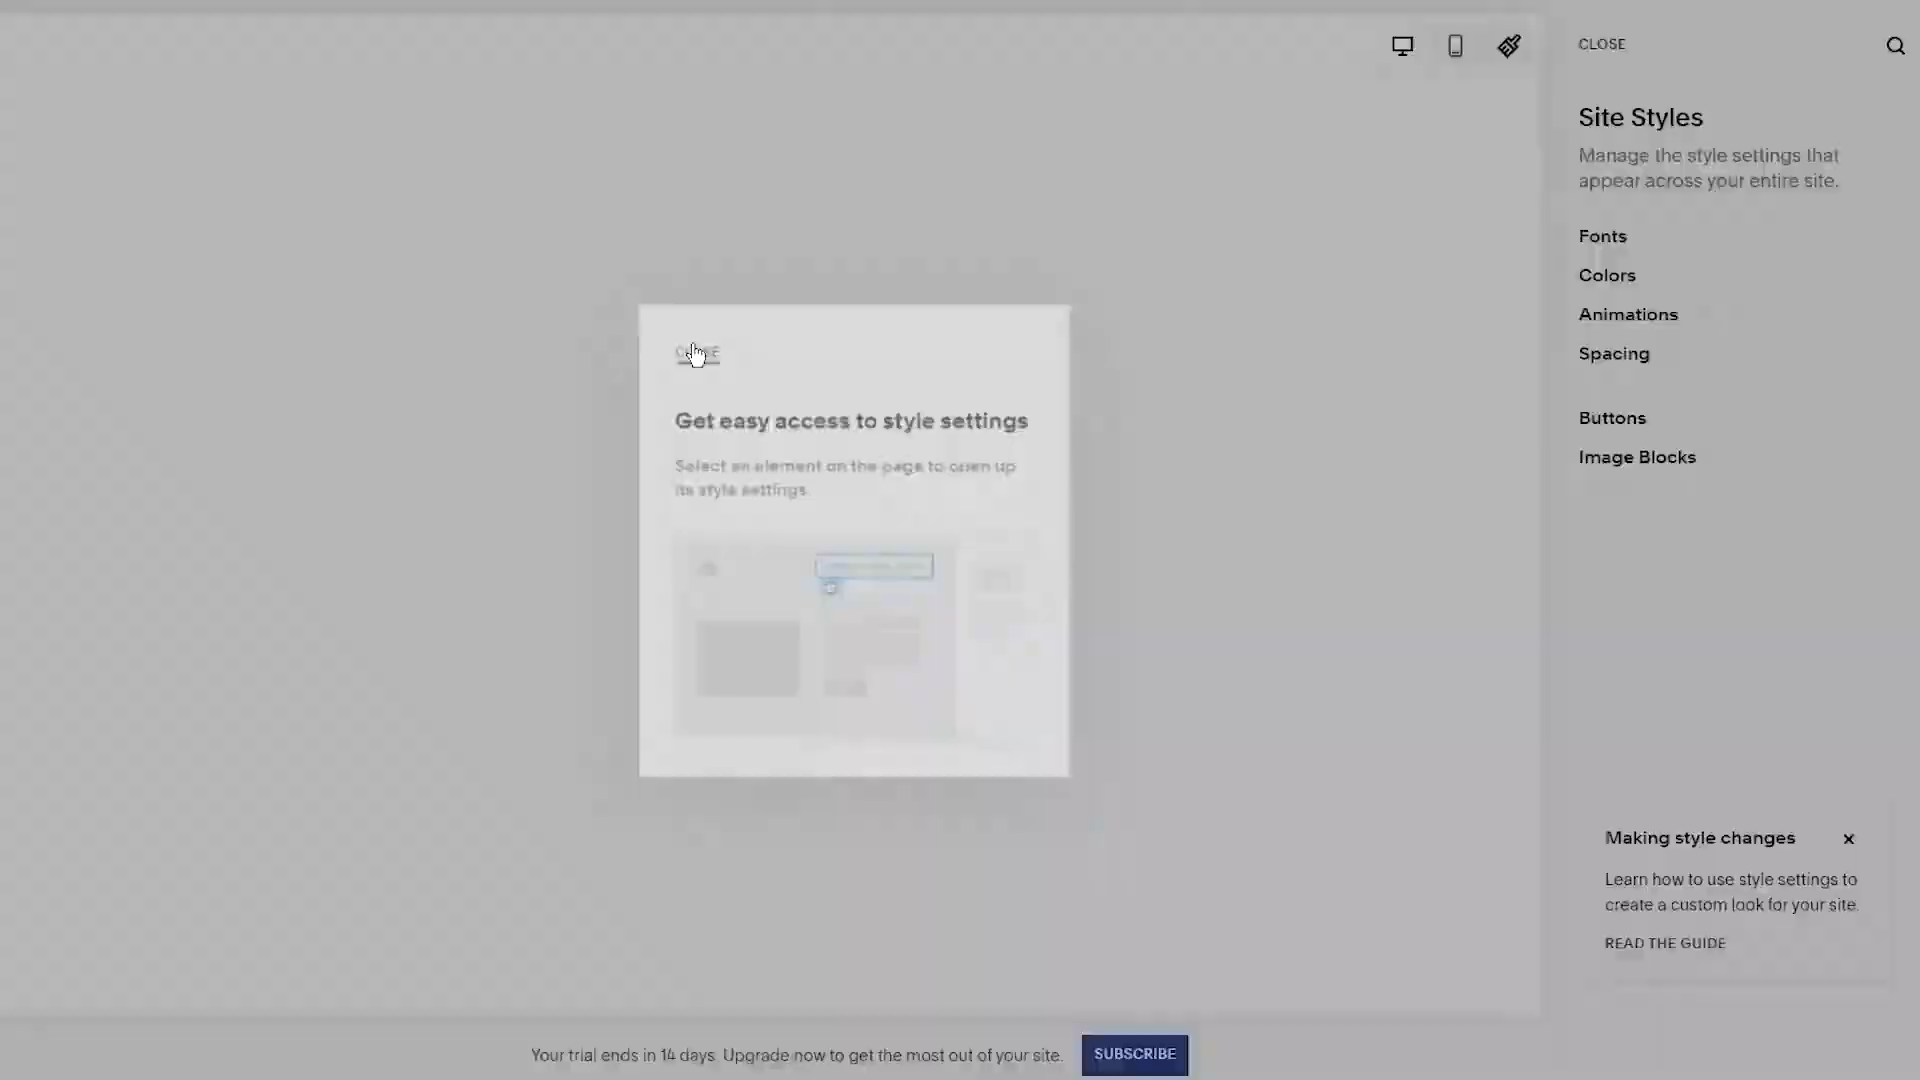 CLOSE
Site Styles
Manage the style settings that
appear across your entire site.
Fonts
Colors
Animations
Spacing
Buttons
Image Blocks
CLOSE
Get easy access to style settings
Select an element on the page to open up
its style settings.
Making style changes
Learn how to use style settings to
create a custom look for your site.
READ THE GUIDE
Your trial ends in 14 days. Upgrade now to get the most out of your site.
SUBSCRIBE